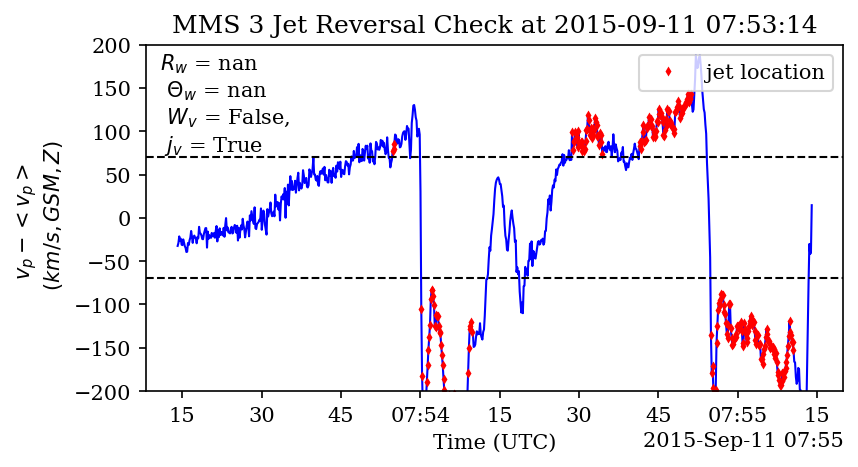 MMS 3 Jet Reversal Check at 2015-09-11 07:53:14
R_w = nan
Θ_w = nan
W_v = False,
j_v = True
jet location
v_p − < v_p >
(km/s, GSM, Z)
200
150
100
50
0
−50
−100
−150
−200
15 30 45 07:54 15 30 45 07:55 15
Time (UTC)
2015-Sep-11 07:55